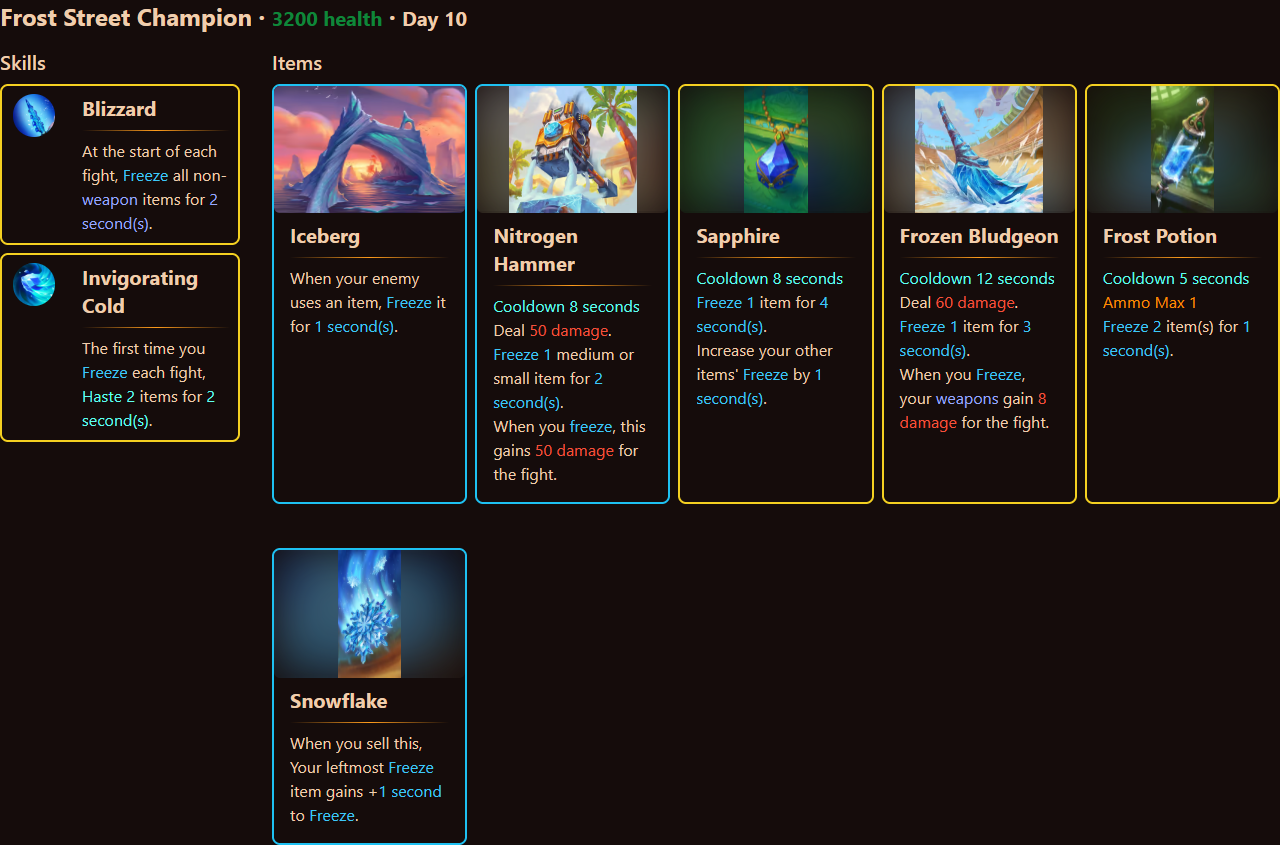 Frost Street Champion · 3200 health · Day 10
Skills
Blizzard
At the start of each
fight, Freeze all non-
weapon items for 2
second(s).
Invigorating
Cold
The first time you
Freeze each fight,
Haste 2 items for 2
second(s).
Items
Iceberg
When your enemy
uses an item, Freeze it
for 1 second(s).
Nitrogen
Hammer
Cooldown 8 seconds
Deal 50 damage.
Freeze 1 medium or
small item for 2
second(s).
When you freeze, this
gains 50 damage for
the fight.
Sapphire
Cooldown 8 seconds
Freeze 1 item for 4
second(s).
Increase your other
items' Freeze by 1
second(s).
Frozen Bludgeon
Cooldown 12 seconds
Deal 60 damage.
Freeze 1 item for 3
second(s).
When you Freeze,
your weapons gain 8
damage for the fight.
Frost Potion
Cooldown 5 seconds
Ammo Max 1
Freeze 2 item(s) for 1
second(s).
Snowflake
When you sell this,
Your leftmost Freeze
item gains +1 second
to Freeze.